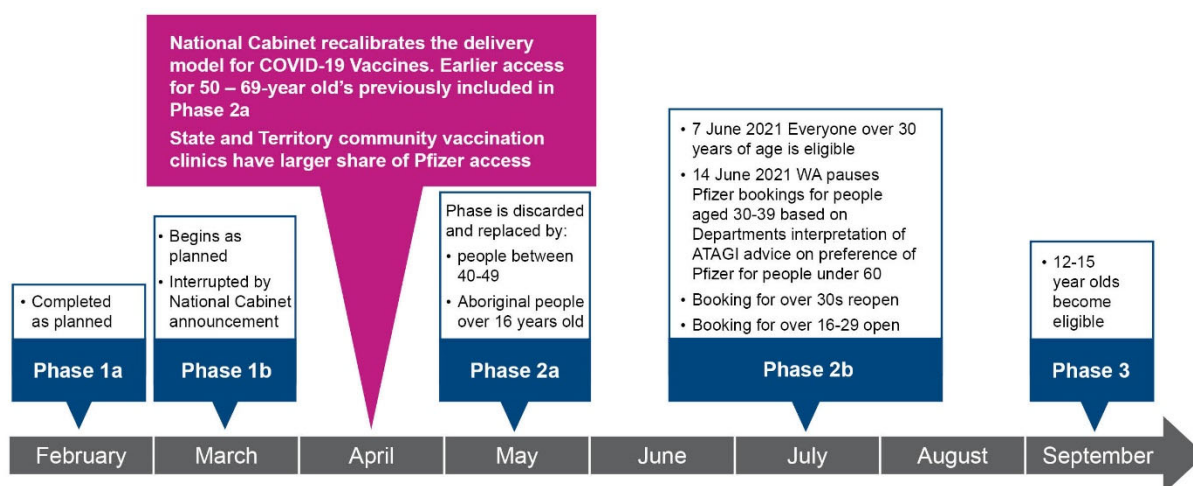 National Cabinet recalibrates the delivery
model for COVID-19 Vaccines. Earlier access
for 50 – 69-year old’s previously included in
Phase 2a
State and Territory community vaccination
clinics have larger share of Pfizer access
• Completed
as planned
Phase 1a
• Begins as
planned
• Interrupted by
National Cabinet
announcement
Phase 1b
Phase is discarded
and replaced by:
• people between
40-49
• Aboriginal people
over 16 years old
Phase 2a
• 7 June 2021 Everyone over 30
years of age is eligible
• 14 June 2021 WA pauses
Pfizer bookings for people
aged 30-39 based on
Departments interpretation of
ATAGI advice on preference of
Pfizer for people under 60
• Booking for over 30s reopen
• Booking for over 16-29 open
Phase 2b
• 12-15
year olds
become
eligible
Phase 3
February
March
April
May
June
July
August
September